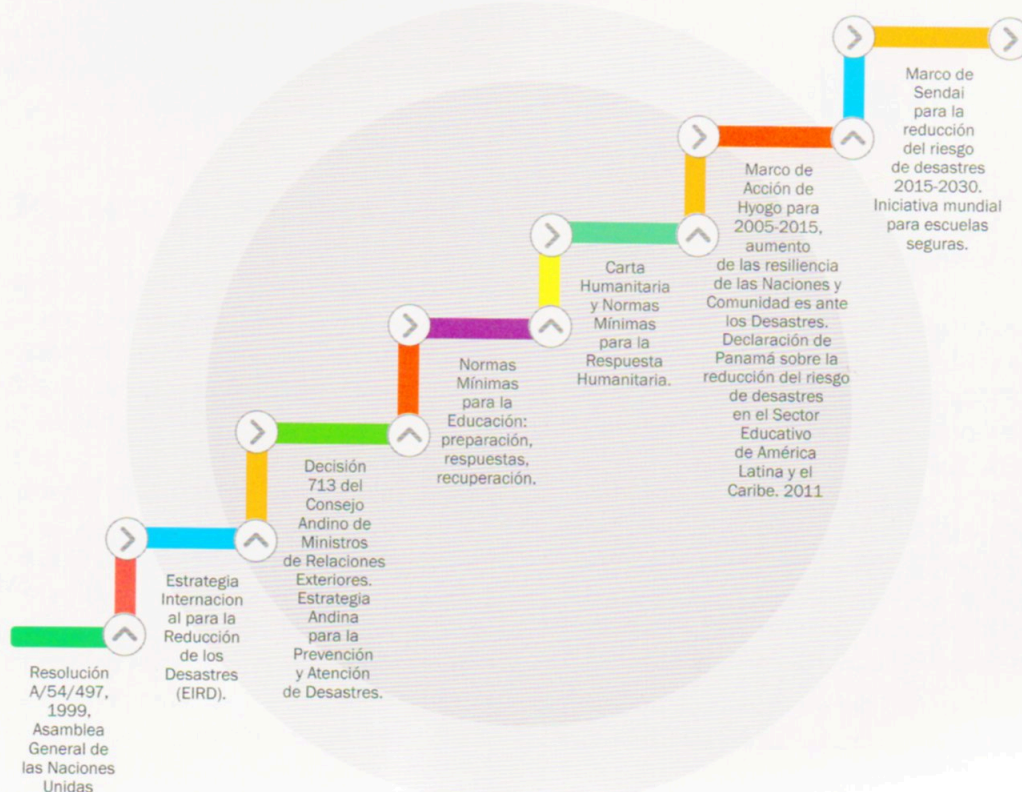 Resolución
A/54/497,
1999,
Asamblea
General de
las Naciones
Unidas
Estrategia
Internacion
al para la
Reducción
de los
Desastres
(EIRD).
Decisión
713 del
Consejo
Andino de
Ministros
de Relaciones
Exteriores.
Estrategia
Andina
para la
Prevención
y Atención
de Desastres.
Normas
Mínimas
para la
Educación:
preparación,
respuestas,
recuperación.
Carta
Humanitaria
y Normas
Mínimas
para la
Respuesta
Humanitaria.
Marco de
Acción de
Hyogo para
2005-2015,
aumento
de las resiliencia
de las Naciones y
Comunidad es ante
los Desastres.
Declaración de
Panamá sobre la
reducción del riesgo
de desastres
en el Sector
Educativo
de América
Latina y el
Caribe. 2011
Marco de
Sendai
para la
reducción
del riesgo
de desastres
2015-2030.
Iniciativa mundial
para escuelas
seguras.